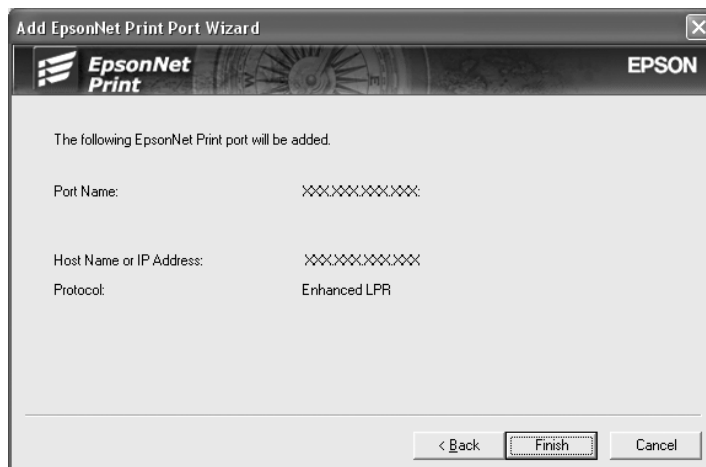 Add EpsonNet Print Port Wizard
EpsonNet
Print
EPSON
The following EpsonNet Print port will be added.
Port Name: XXX.XXX.XXX.XXX:
Host Name or IP Address: XXX.XXX.XXX.XXX
Protocol: Enhanced LPR
< Back Finish Cancel